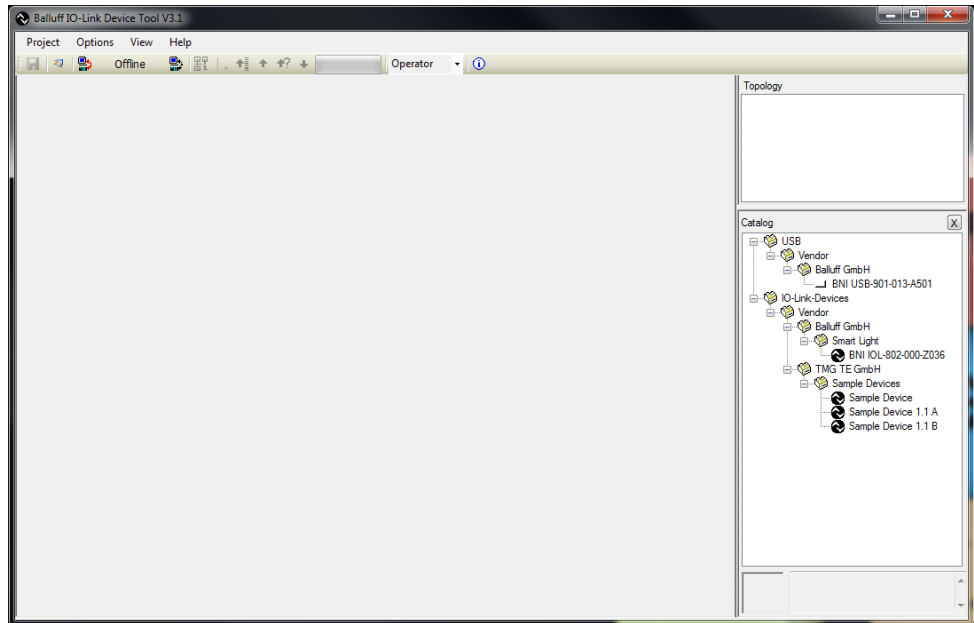 Balluff IO-Link Device Tool V3.1
Project Options View Help
Offline Operator
Topology
Catalog
USB
Vendor
Balluff GmbH
BNI USB-901-013-A501
IO-Link-Devices
Vendor
Balluff GmbH
Smart Light
BNI IOL-802-000-Z036
TMG TE GmbH
Sample Devices
Sample Device
Sample Device 1.1 A
Sample Device 1.1 B